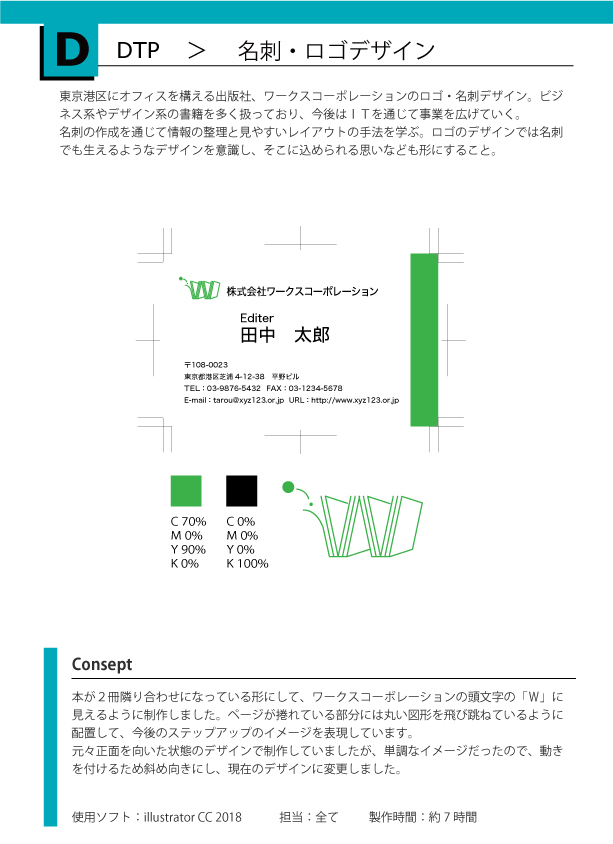 D DTP ＞ 名刺・ロゴデザイン
東京港区にオフィスを構える出版社、ワークスコーポレーションのロゴ・名刺デザイン。ビジ
ネス系やデザイン系の書籍を多く扱っており、今後はＩＴを通じて事業を広げていく。
名刺の作成を通じて情報の整理と見やすいレイアウトの手法を学ぶ。ロゴのデザインでは名刺
でも生えるようなデザインを意識し、そこに込められる思いなども形にすること。
W 株式会社ワークスコーポレーション
Editer
田中　太郎
〒108-0023
東京都港区芝浦 4-12-38　平野ビル
TEL：03-9876-5432 FAX：03-1234-5678
E-mail：tarou@xyz123.or.jp URL：http://www.xyz123.or.jp
C 70% C 0%
M 0% M 0%
Y 90% Y 0%
K 0% K 100%
W
Consept
本が２冊隣り合わせになっている形にして、ワークスコーポレーションの頭文字の「W」に
見えるように制作しました。ページが捲れている部分には丸い図形を飛び跳ねているように
配置して、今後のステップアップのイメージを表現しています。
元々正面を向いた状態のデザインで制作していましたが、単調なイメージだったので、動き
を付けるため斜め向きにし、現在のデザインに変更しました。
使用ソフト：illustrator CC 2018　　担当：全て　　製作時間：約７時間